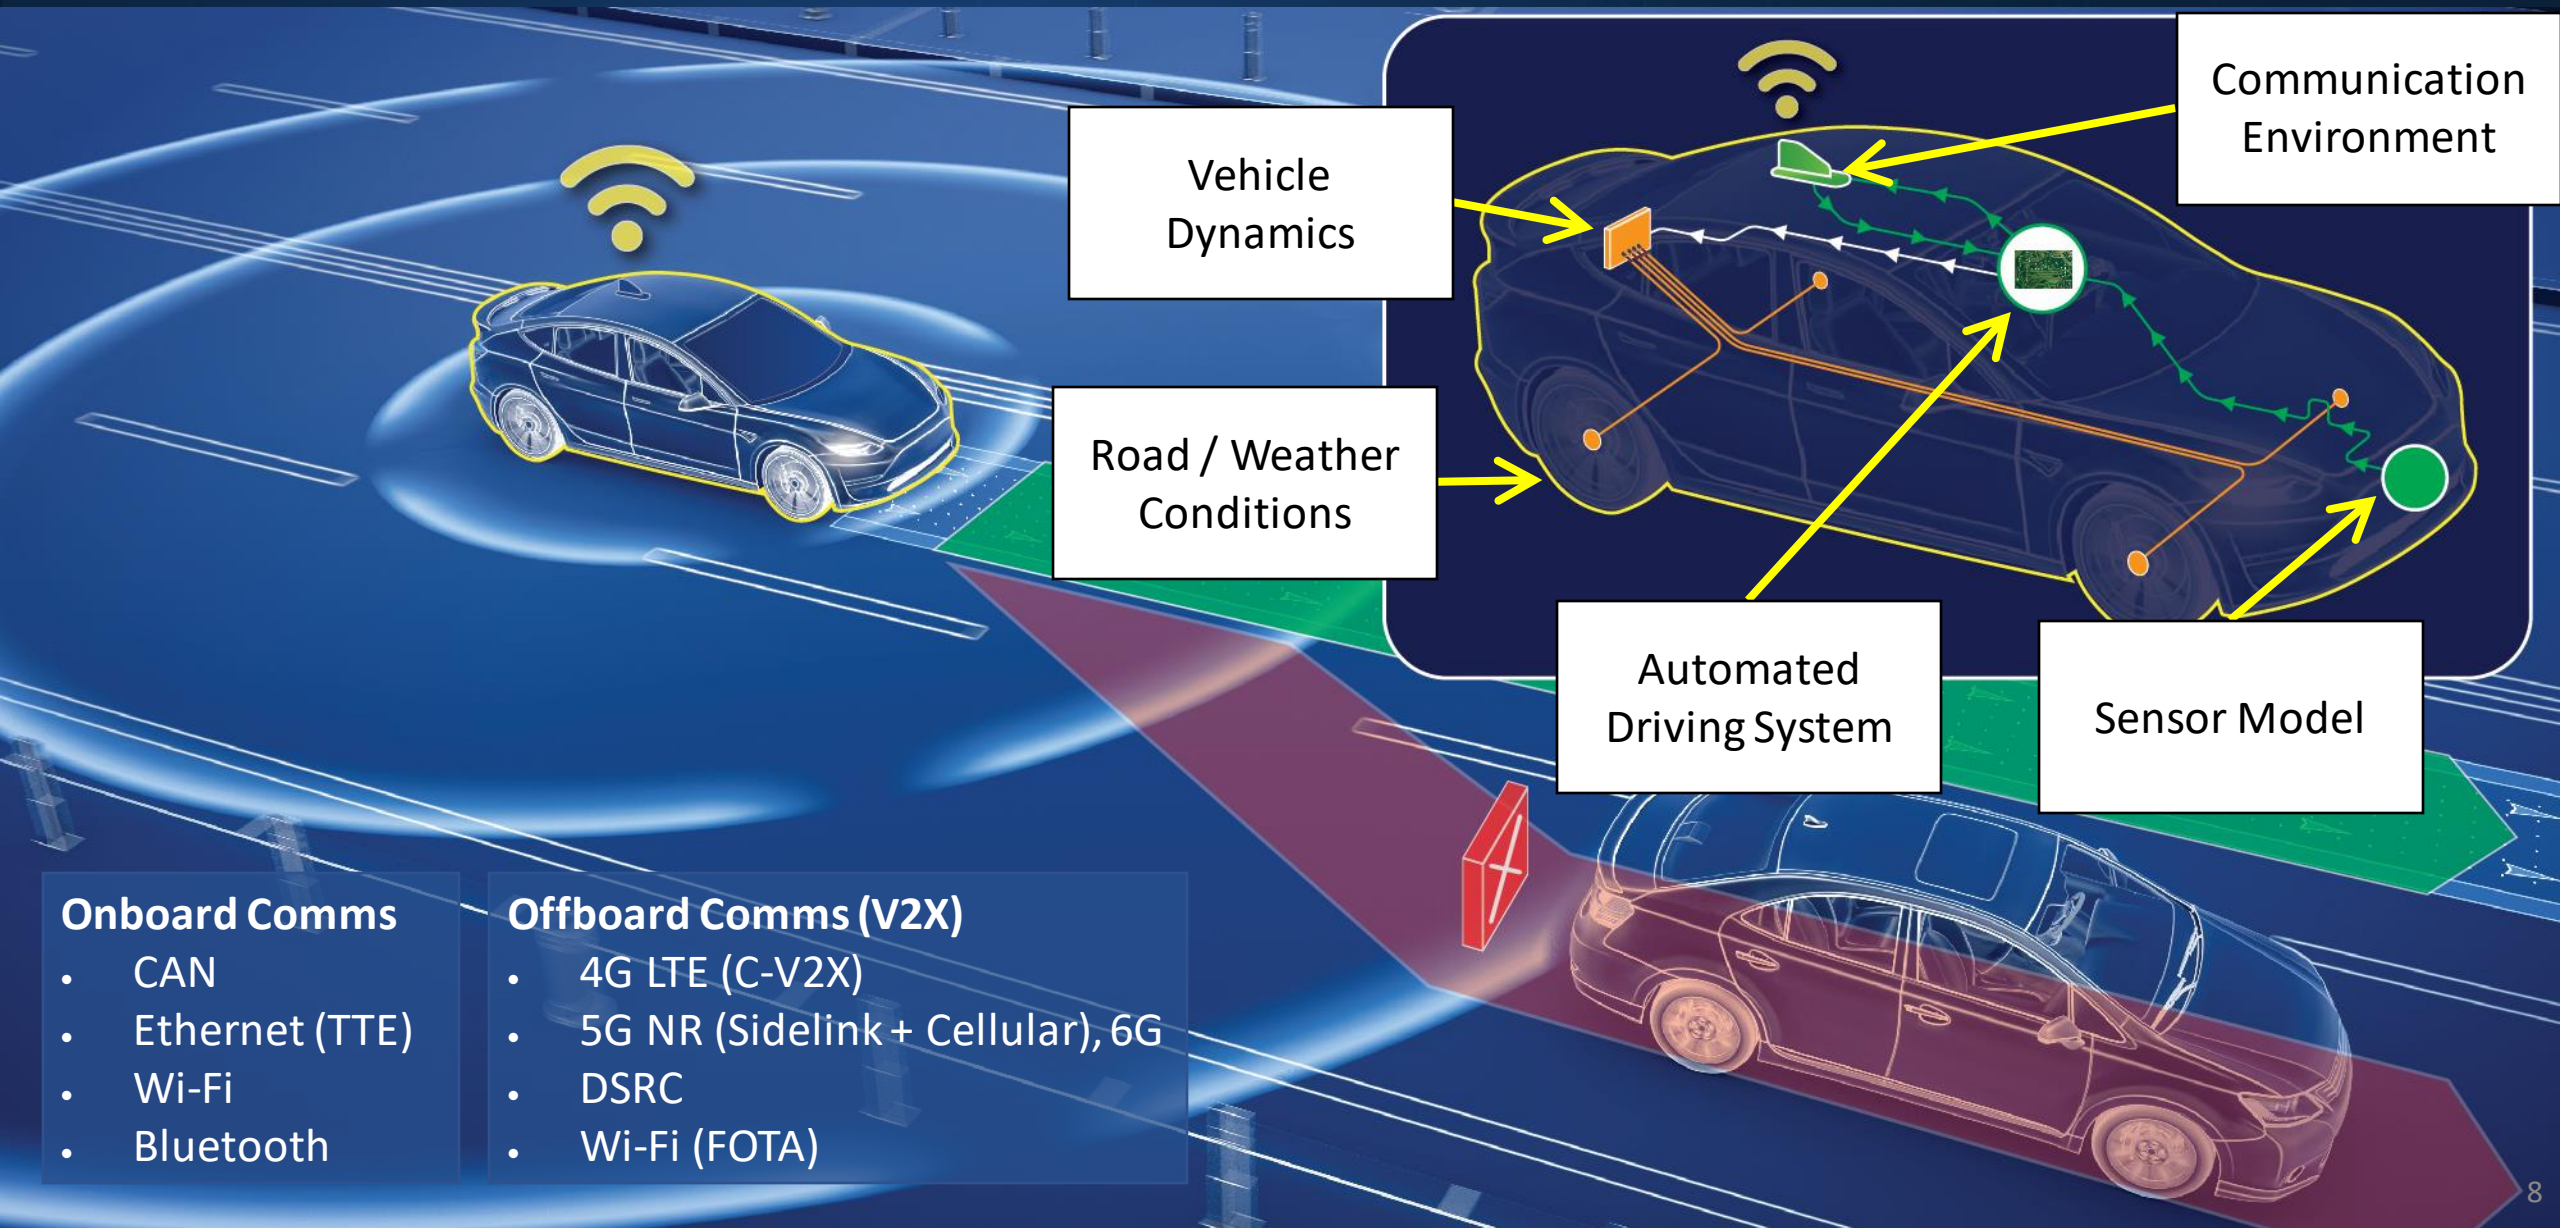 Communication
Environment
Vehicle
Dynamics
Road / Weather
Conditions
Automated
Driving System
Sensor Model
Onboard Comms
• CAN
• Ethernet (TTE)
• Wi-Fi
• Bluetooth
Offboard Comms (V2X)
• 4G LTE (C-V2X)
• 5G NR (Sidelink + Cellular), 6G
• DSRC
• Wi-Fi (FOTA)
8